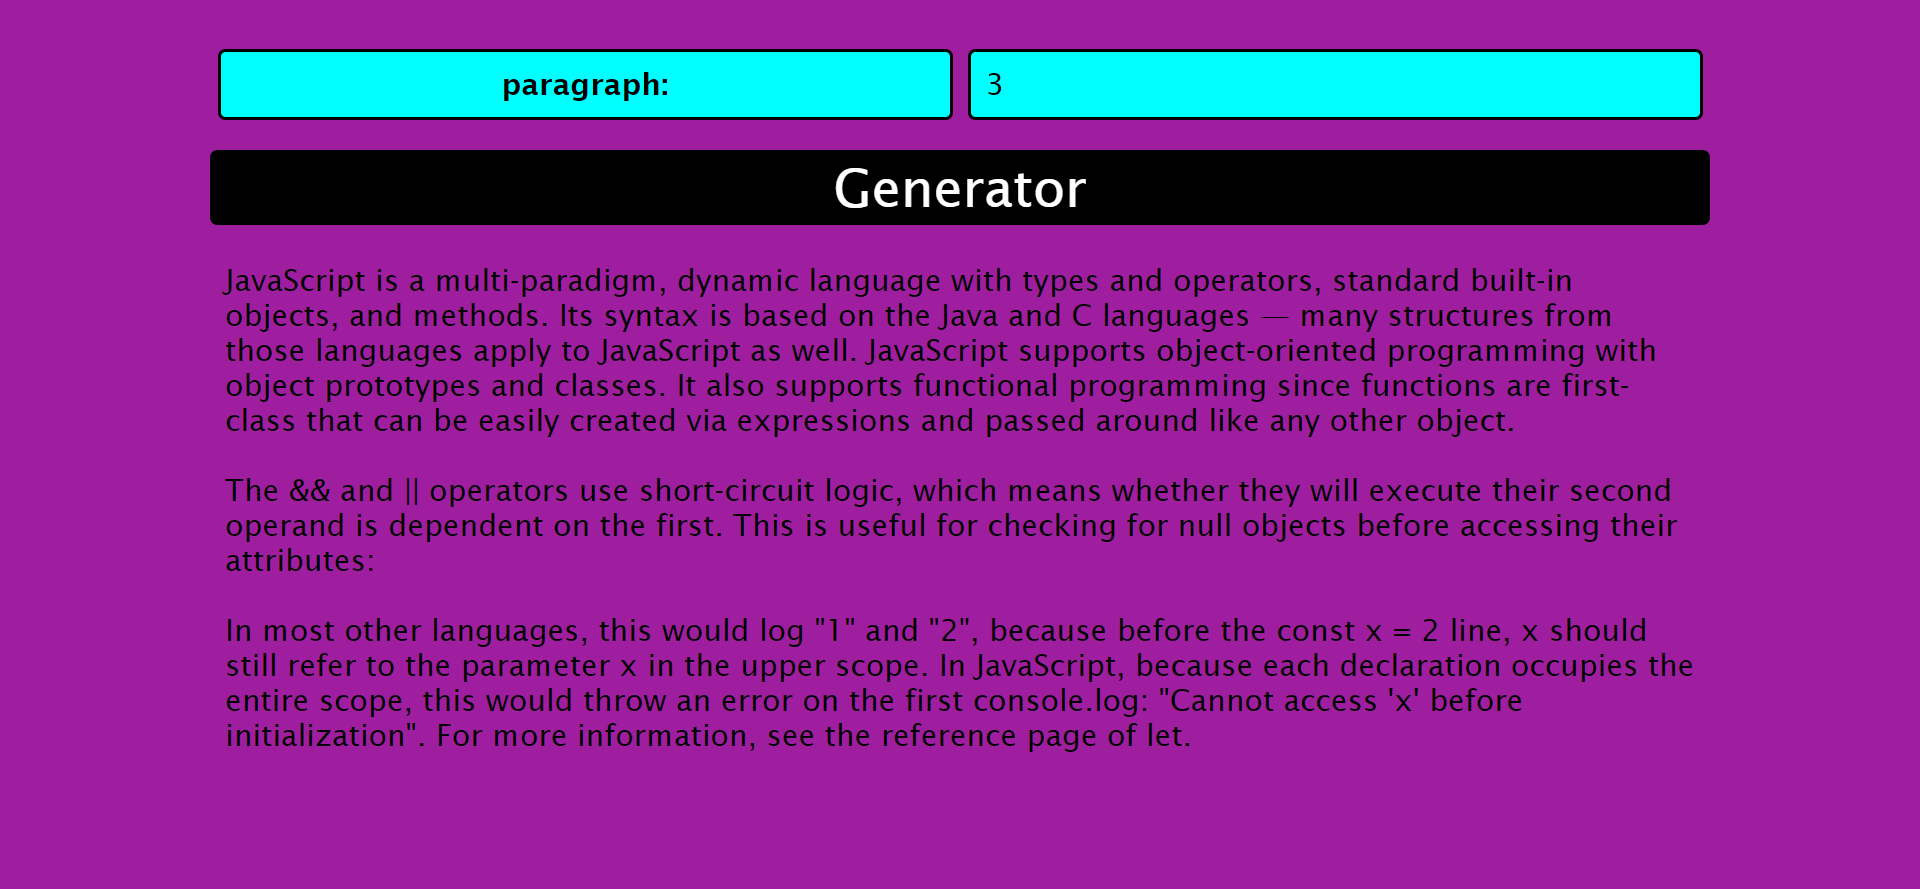 paragraph:
3
Generator
JavaScript is a multi-paradigm, dynamic language with types and operators, standard built-in
objects, and methods. Its syntax is based on the Java and C languages — many structures from
those languages apply to JavaScript as well. JavaScript supports object-oriented programming with
object prototypes and classes. It also supports functional programming since functions are first-
class that can be easily created via expressions and passed around like any other object.
The && and || operators use short-circuit logic, which means whether they will execute their second
operand is dependent on the first. This is useful for checking for null objects before accessing their
attributes:
In most other languages, this would log "1" and "2", because before the const x = 2 line, x should
still refer to the parameter x in the upper scope. In JavaScript, because each declaration occupies the
entire scope, this would throw an error on the first console.log: "Cannot access 'x' before
initialization". For more information, see the reference page of let.